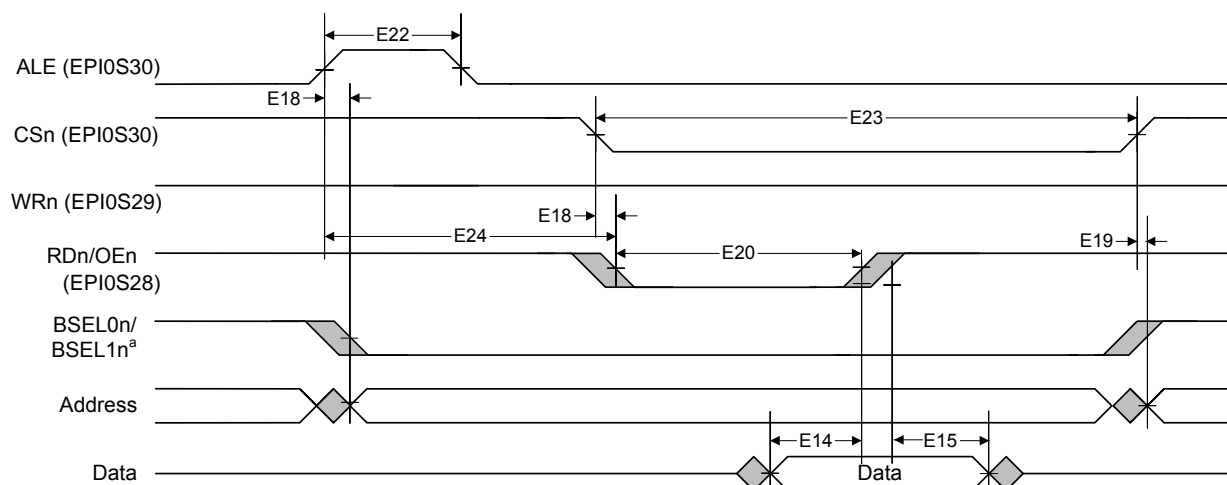 E22
ALE (EPI0S30)
E18
E23
CSn (EPI0S30)
WRn (EPI0S29)
E18
E24
E19
RDn/OEn
E20
(EPI0S28)
BSEL0n/
BSEL1nᵃ
Address
E14
E15
Data
Data